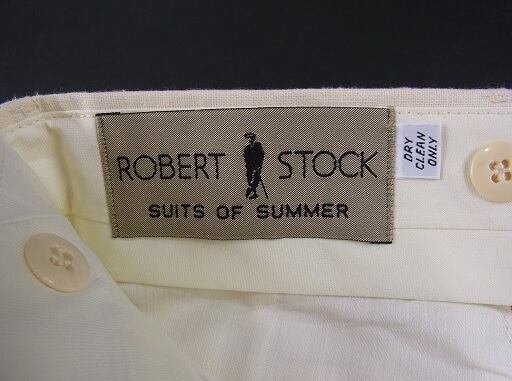 ROBERT STOCK
SUITS OF SUMMER
DRY
CLEAN
ONLY